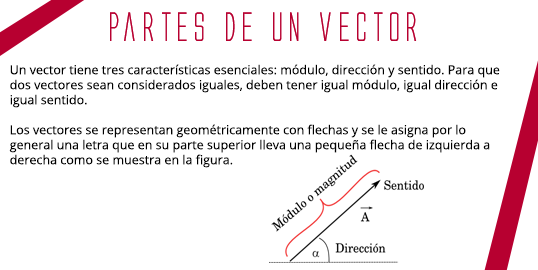 PARTES DE UN VECTOR
Un vector tiene tres características esenciales: módulo, dirección y sentido. Para que
dos vectores sean considerados iguales, deben tener igual módulo, igual dirección e
igual sentido.
Los vectores se representan geométricamente con flechas y se le asigna por lo
general una letra que en su parte superior lleva una pequeña flecha de izquierda a
derecha como se muestra en la figura.
Módulo o magnitud
Sentido
A
α
Dirección